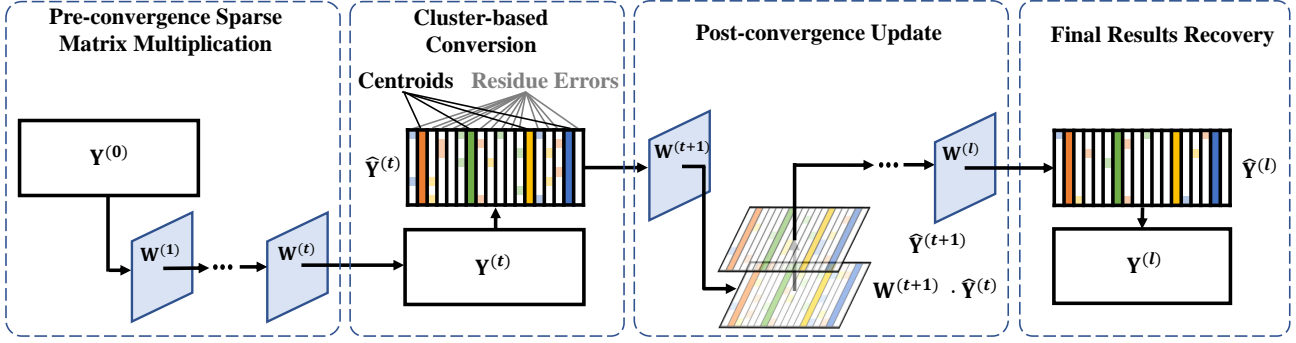 Pre-convergence Sparse
Matrix Multiplication
Y^(0)
W^(1)
...
W^(t)
Cluster-based
Conversion
Centroids Residue Errors
Ŷ^(t)
Y^(t)
Post-convergence Update
W^(t+1)
...
W^(l)
Ŷ^(t+1)
W^(t+1) · Ŷ^(t)
Final Results Recovery
Ŷ^(l)
Y^(l)